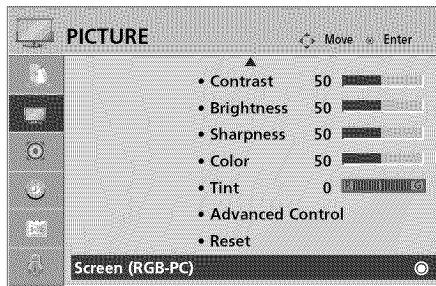 PICTURE
Move Enter
• Contrast 50
• Brightness 50
• Sharpness 50
• Color 50
• Tint 0 R G
• Advanced Control
• Reset
Screen (RGB-PC)